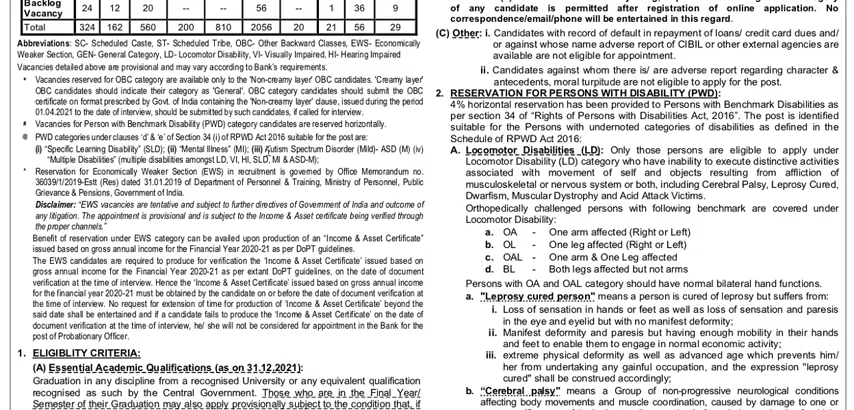 Backlog
Vacancy 24 12 20 -- -- 56 -- 1 36 9
Total 324 162 560 200 810 2056 20 21 56 29
Abbreviations: SC- Scheduled Caste, ST- Scheduled Tribe, OBC- Other Backward Classes, EWS- Economically
Weaker Section, GEN- General Category, LD- Locomotor Disability, VI- Visually Impaired, HI- Hearing Impaired
Vacancies detailed above are provisional and may vary according to Bank's requirements.
* Vacancies reserved for OBC category are available only to the 'Non-creamy layer' OBC candidates. 'Creamy layer'
OBC candidates should indicate their category as 'General'. OBC category candidates should submit the OBC
certificate on format prescribed by Govt. of India containing the 'Non-creamy layer' clause, issued during the period
01.04.2021 to the date of interview, should be submitted by such candidates, if called for interview.
# Vacancies for Person with Benchmark Disability (PWD) category candidates are reserved horizontally.
@ PWD categories under clauses 'd' & 'e' of Section 34 (i) of RPWD Act 2016 suitable for the post are:
(i) "Specific Learning Disability" (SLD); (ii) "Mental Illness" (MI); (iii) Autism Spectrum Disorder (Mild)- ASD (M) (iv)
"Multiple Disabilities" (multiple disabilities amongst LD, VI, HI, SLD, MI & ASD-M);
* Reservation for Economically Weaker Section (EWS) in recruitment is governed by Office Memorandum no.
36039/1/2019-Estt (Res) dated 31.01.2019 of Department of Personnel & Training, Ministry of Personnel, Public
Grievance & Pensions, Government of India.
Disclaimer: "EWS vacancies are tentative and subject to further directives of Government of India and outcome of
any litigation. The appointment is provisional and is subject to the Income & Asset certificate being verified through
the proper channels."
Benefit of reservation under EWS category can be availed upon production of an "Income & Asset Certificate"
issued based on gross annual income for the Financial Year 2020-21 as per DoPT guidelines.
The EWS candidates are required to produce for verification the 'Income & Asset Certificate' issued based on
gross annual income for the Financial Year 2020-21 as per extant DoPT guidelines, on the date of document
verification at the time of interview. Hence the 'Income & Asset Certificate' issued based on gross annual income
for the financial year 2020-21 must be obtained by the candidate on or before the date of document verification at
the time of interview. No request for extension of time for production of 'Income & Asset Certificate' beyond the
said date shall be entertained and if a candidate fails to produce the 'Income & Asset Certificate' on the date of
document verification at the time of interview, he/ she will not be considered for appointment in the Bank for the
post of Probationary Officer.
1. ELIGIBLITY CRITERIA:
(A) Essential Academic Qualifications (as on 31.12.2021):
Graduation in any discipline from a recognised University or any equivalent qualification
recognised as such by the Central Government. Those who are in the Final Year/
Semester of their Graduation may also apply provisionally subject to the condition that, if
of any candidate is permitted after registration of online application. No
correspondence/email/phone will be entertained in this regard.
(C) Other: i. Candidates with record of default in repayment of loans/ credit card dues and/
or against whose name adverse report of CIBIL or other external agencies are
available are not eligible for appointment.
ii. Candidates against whom there is/ are adverse report regarding character &
antecedents, moral turpitude are not eligible to apply for the post.
2. RESERVATION FOR PERSONS WITH DISABILITY (PWD):
4% horizontal reservation has been provided to Persons with Benchmark Disabilities as
per section 34 of "Rights of Persons with Disabilities Act, 2016". The post is identified
suitable for the Persons with undernoted categories of disabilities as defined in the
Schedule of RPWD Act 2016:
A. Locomotor Disabilities (LD): Only those persons are eligible to apply under
Locomotor Disability (LD) category who have inability to execute distinctive activities
associated with movement of self and objects resulting from affliction of
musculoskeletal or nervous system or both, including Cerebral Palsy, Leprosy Cured,
Dwarfism, Muscular Dystrophy and Acid Attack Victims.
Orthopedically challenged persons with following benchmark are covered under
Locomotor Disability:
a. OA - One arm affected (Right or Left)
b. OL - One leg affected (Right or Left)
c. OAL - One arm & One Leg affected
d. BL - Both legs affected but not arms
Persons with OA and OAL category should have normal bilateral hand functions.
a. "Leprosy cured person" means a person is cured of leprosy but suffers from:
i. Loss of sensation in hands or feet as well as loss of sensation and paresis
in the eye and eyelid but with no manifest deformity;
ii. Manifest deformity and paresis but having enough mobility in their hands
and feet to enable them to engage in normal economic activity;
iii. extreme physical deformity as well as advanced age which prevents him/
her from undertaking any gainful occupation, and the expression "leprosy
cured" shall be construed accordingly;
b. "Cerebral palsy" means a Group of non-progressive neurological conditions
affecting body movements and muscle coordination, caused by damage to one or